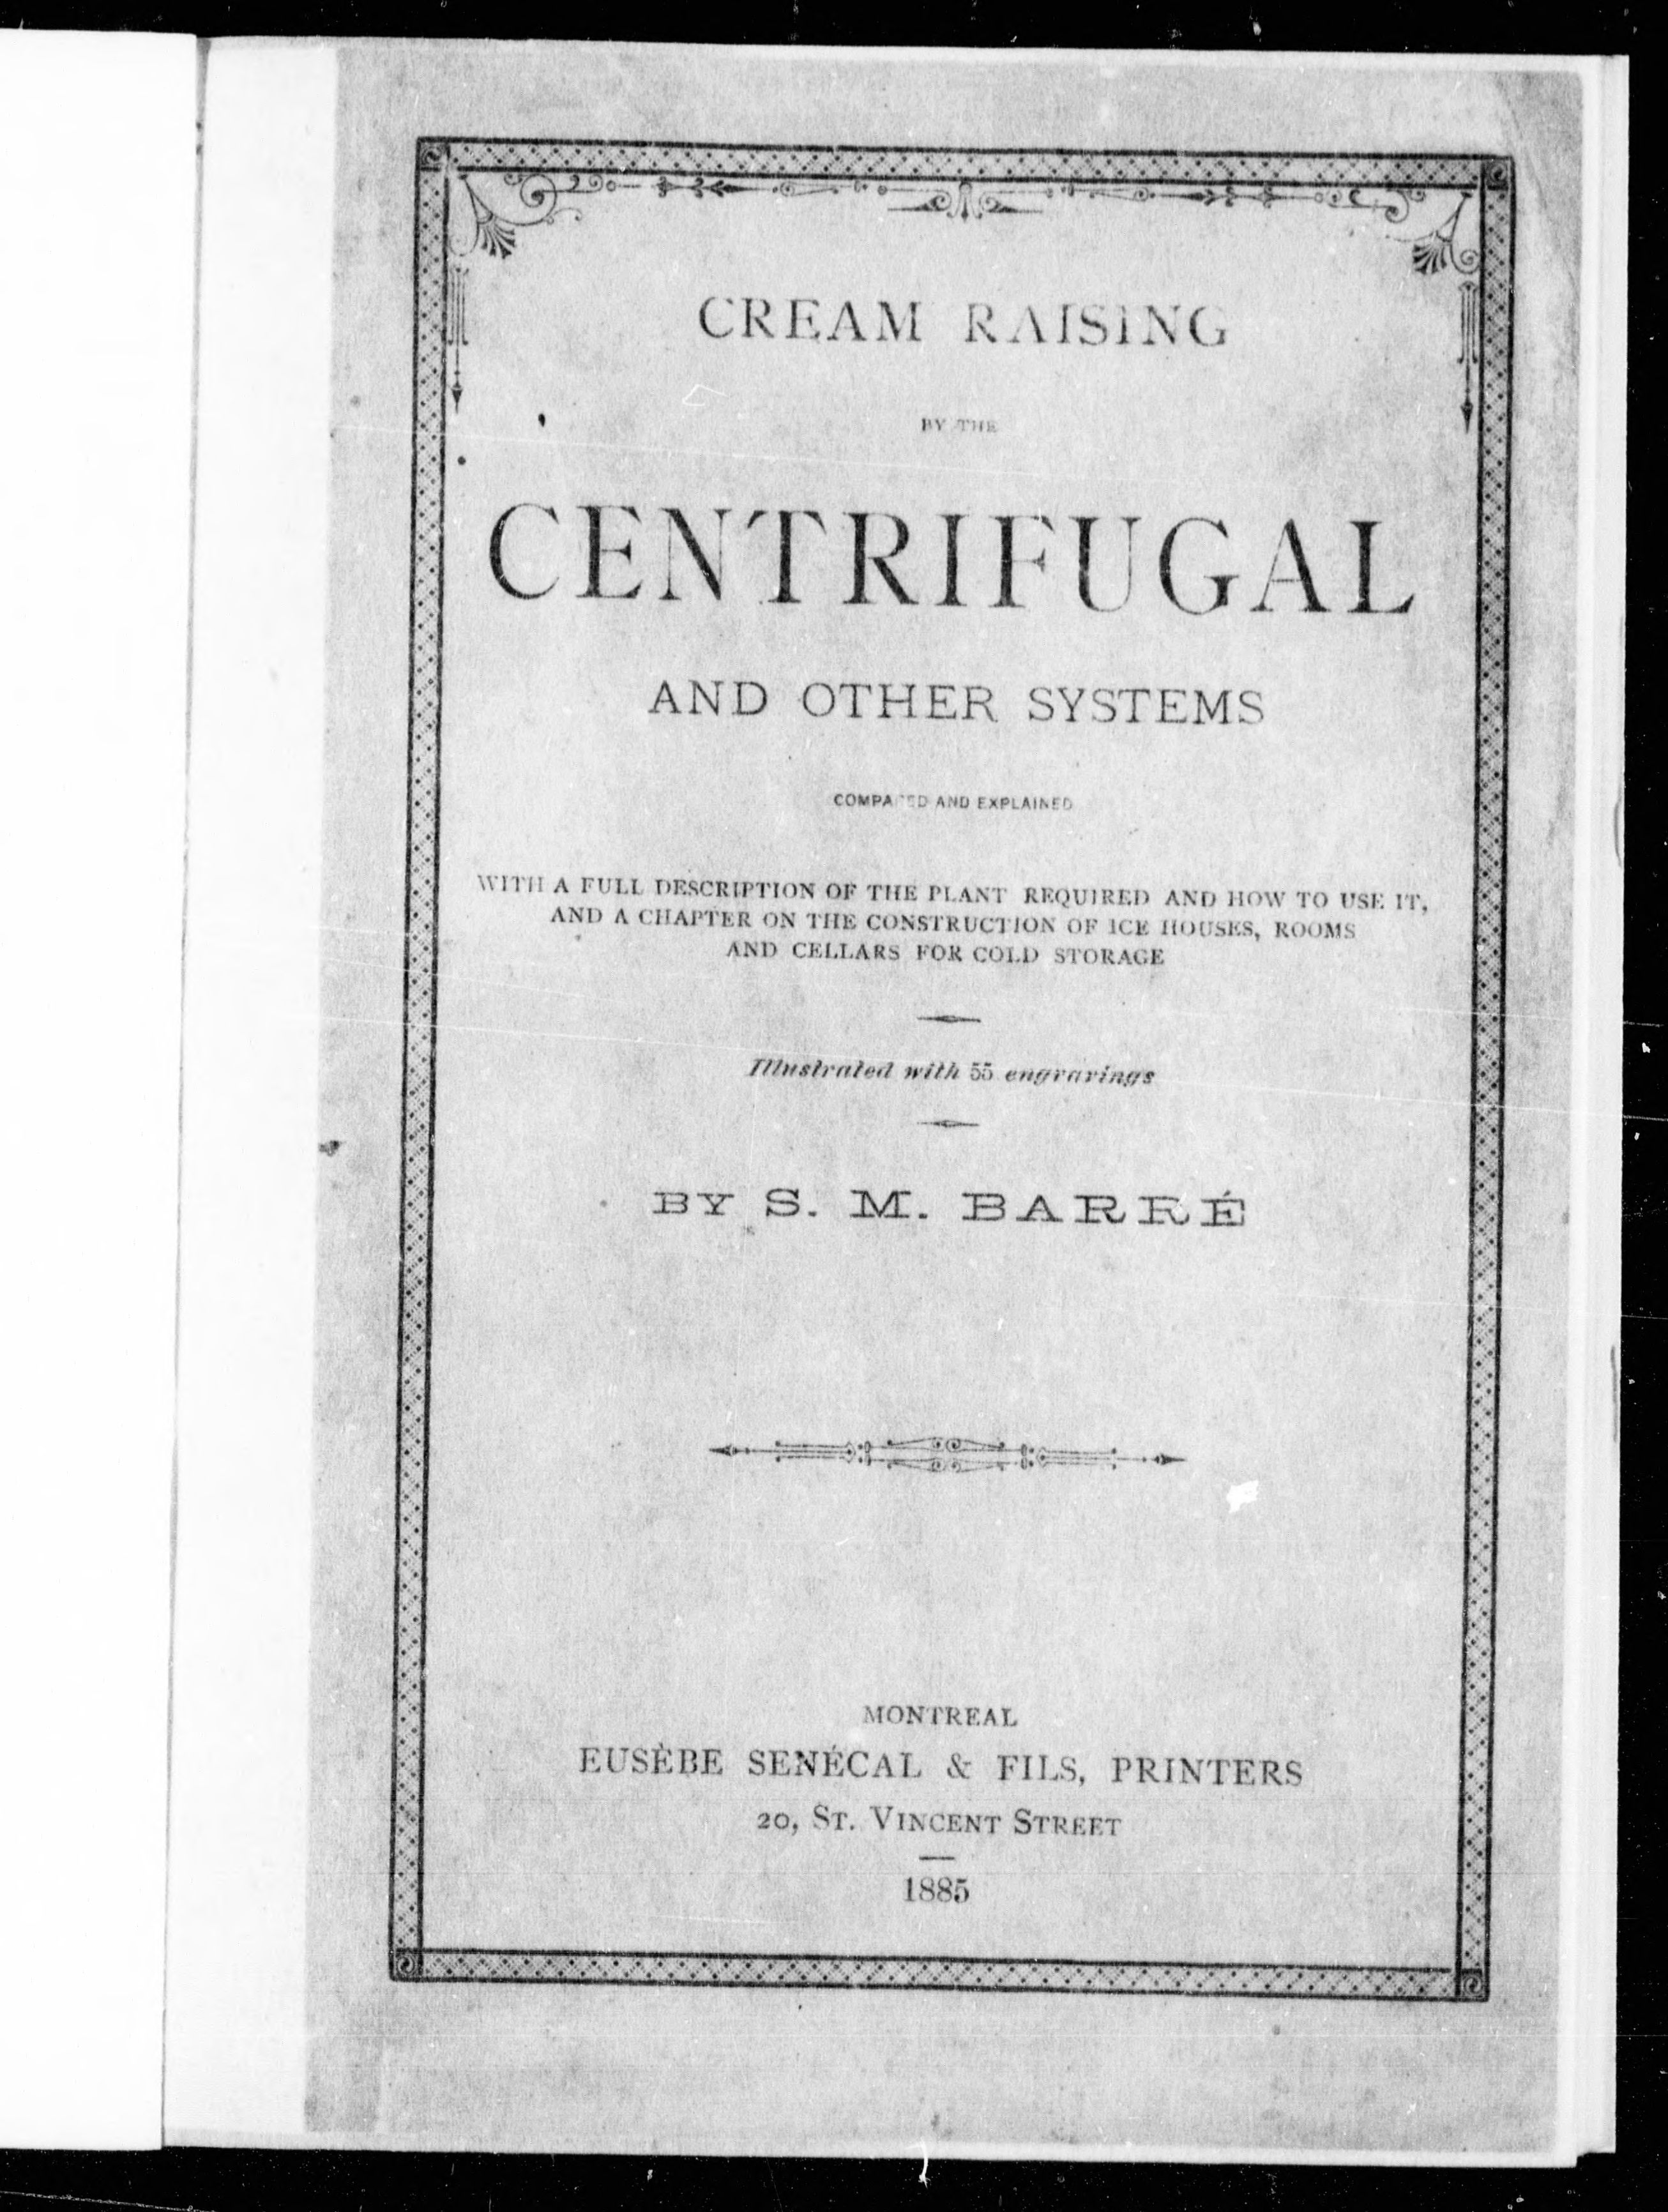 CREAM RAISING
BY THE
CENTRIFUGAL
AND OTHER SYSTEMS
COMPARED AND EXPLAINED
WITH A FULL DESCRIPTION OF THE PLANT REQUIRED AND HOW TO USE IT,
AND A CHAPTER ON THE CONSTRUCTION OF ICE HOUSES, ROOMS
AND CELLARS FOR COLD STORAGE
Illustrated with 55 engravings
BY S. M. BARRÉ
MONTREAL
EUSÈBE SENÉCAL & FILS, PRINTERS
20, ST. VINCENT STREET
1885